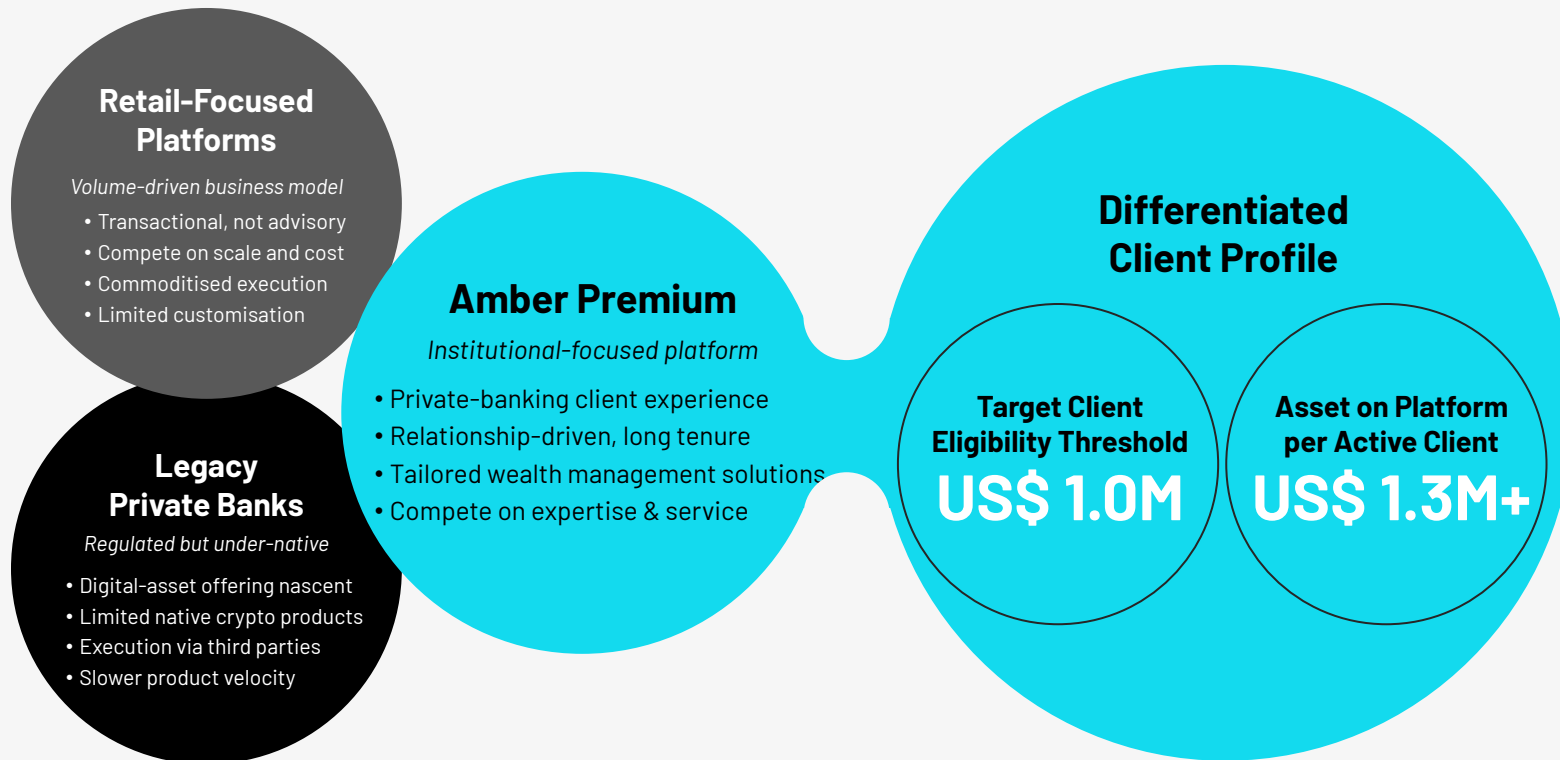 Retail-Focused
Platforms
Volume-driven business model
• Transactional, not advisory
• Compete on scale and cost
• Commoditised execution
• Limited customisation
Legacy
Private Banks
Regulated but under-native
• Digital-asset offering nascent
• Limited native crypto products
• Execution via third parties
• Slower product velocity
Amber Premium
Institutional-focused platform
• Private-banking client experience
• Relationship-driven, long tenure
• Tailored wealth management solutions
• Compete on expertise & service
Differentiated
Client Profile
Target Client
Eligibility Threshold
US$ 1.0M
Asset on Platform
per Active Client
US$ 1.3M+